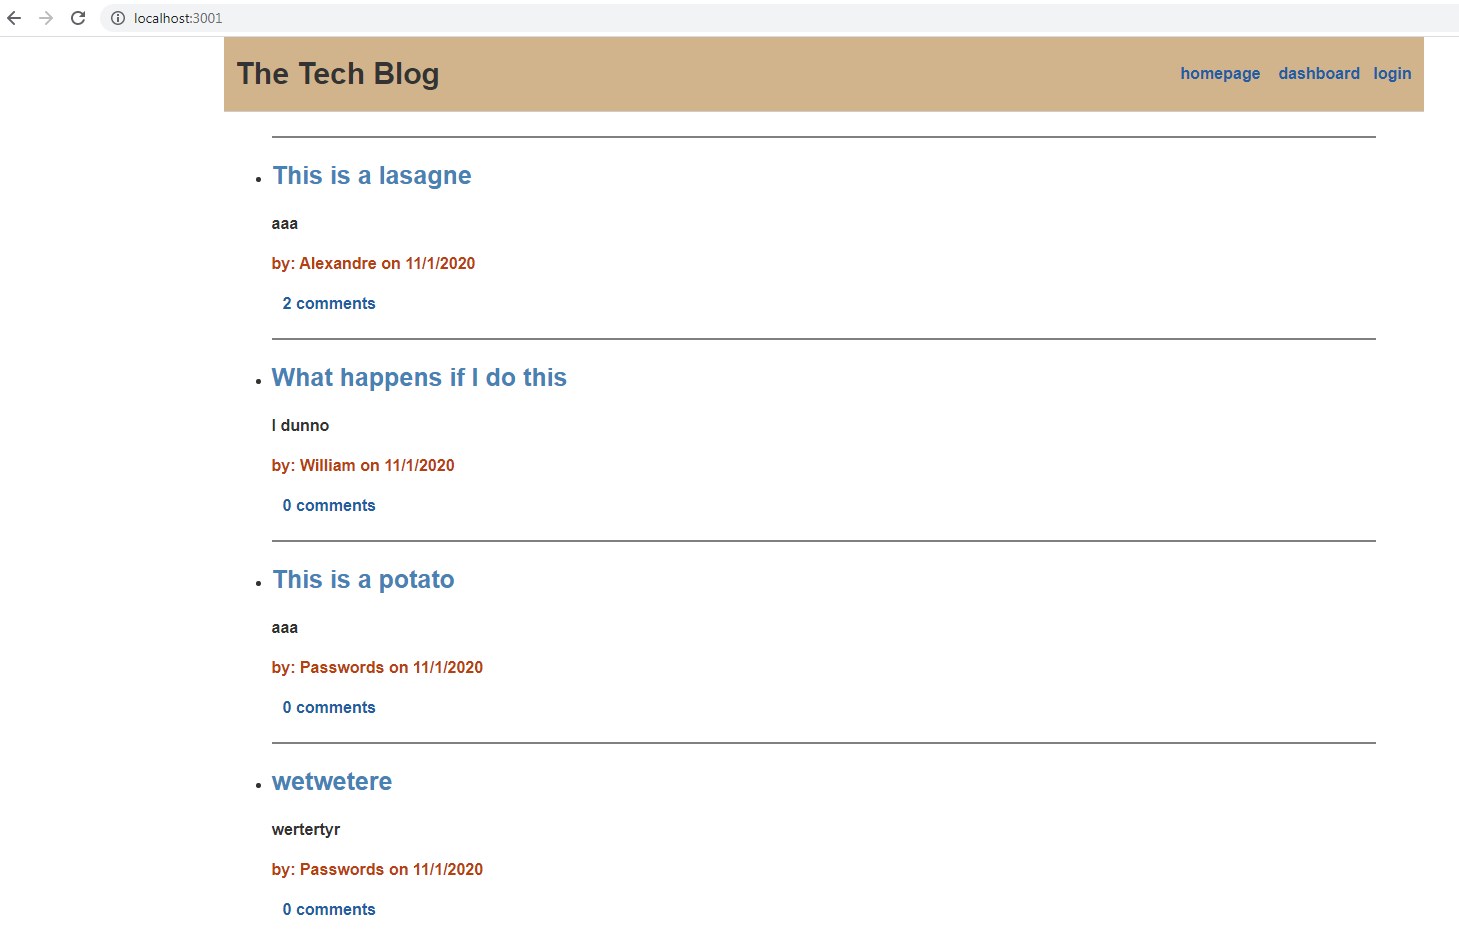 localhost:3001
The Tech Blog
homepage dashboard login
This is a lasagne
aaa
by: Alexandre on 11/1/2020
2 comments
What happens if I do this
I dunno
by: William on 11/1/2020
0 comments
This is a potato
aaa
by: Passwords on 11/1/2020
0 comments
wetwetere
wertertyr
by: Passwords on 11/1/2020
0 comments